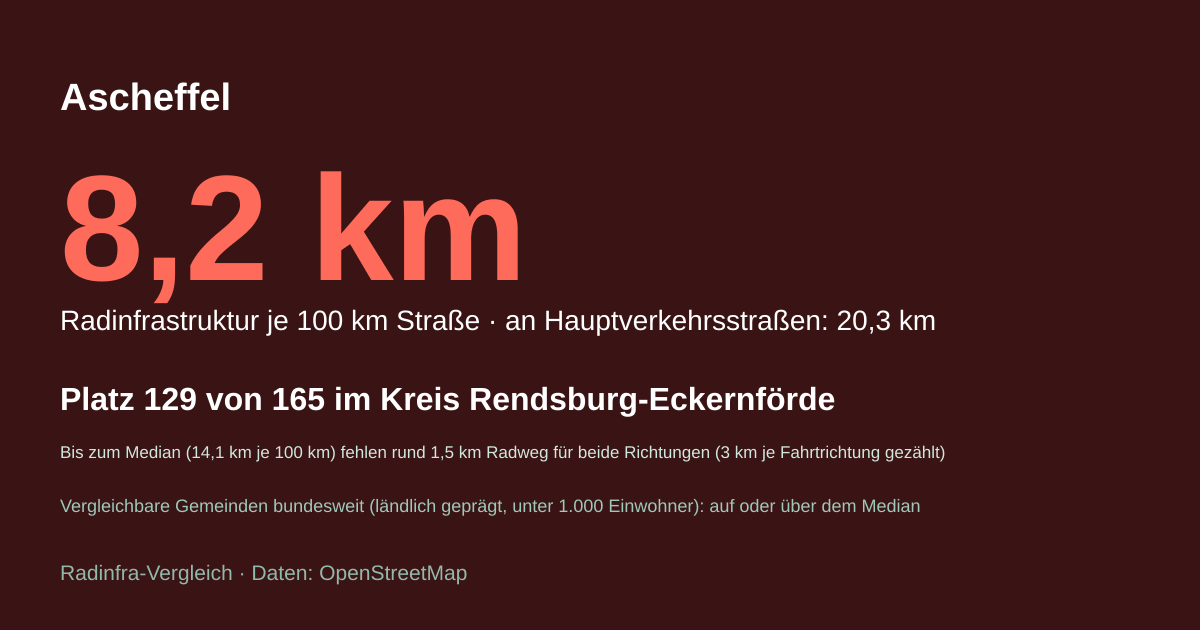 Ascheffel
8,2 km
Radinfrastruktur je 100 km Straße · an Hauptverkehrsstraßen: 20,3 km
Platz 129 von 165 im Kreis Rendsburg-Eckernförde
Bis zum Median (14,1 km je 100 km) fehlen rund 1,5 km Radweg für beide Richtungen (3 km je Fahrtrichtung gezählt)
Vergleichbare Gemeinden bundesweit (ländlich geprägt, unter 1.000 Einwohner): auf oder über dem Median
Radinfra-Vergleich · Daten: OpenStreetMap